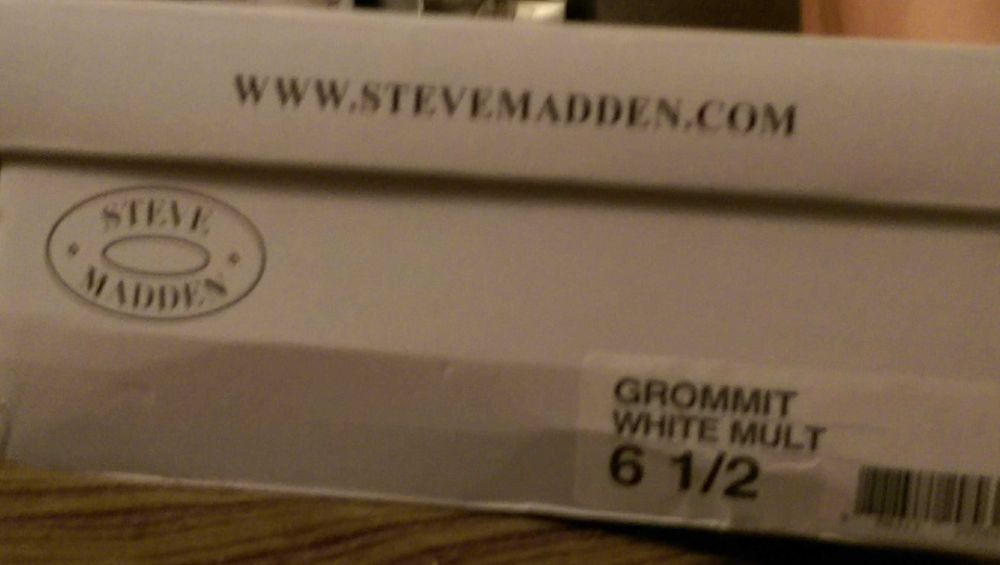 WWW.STEVEMADDEN.COM
STEVE
MADDEN
GROMMIT
WHITE MULT
6 1/2